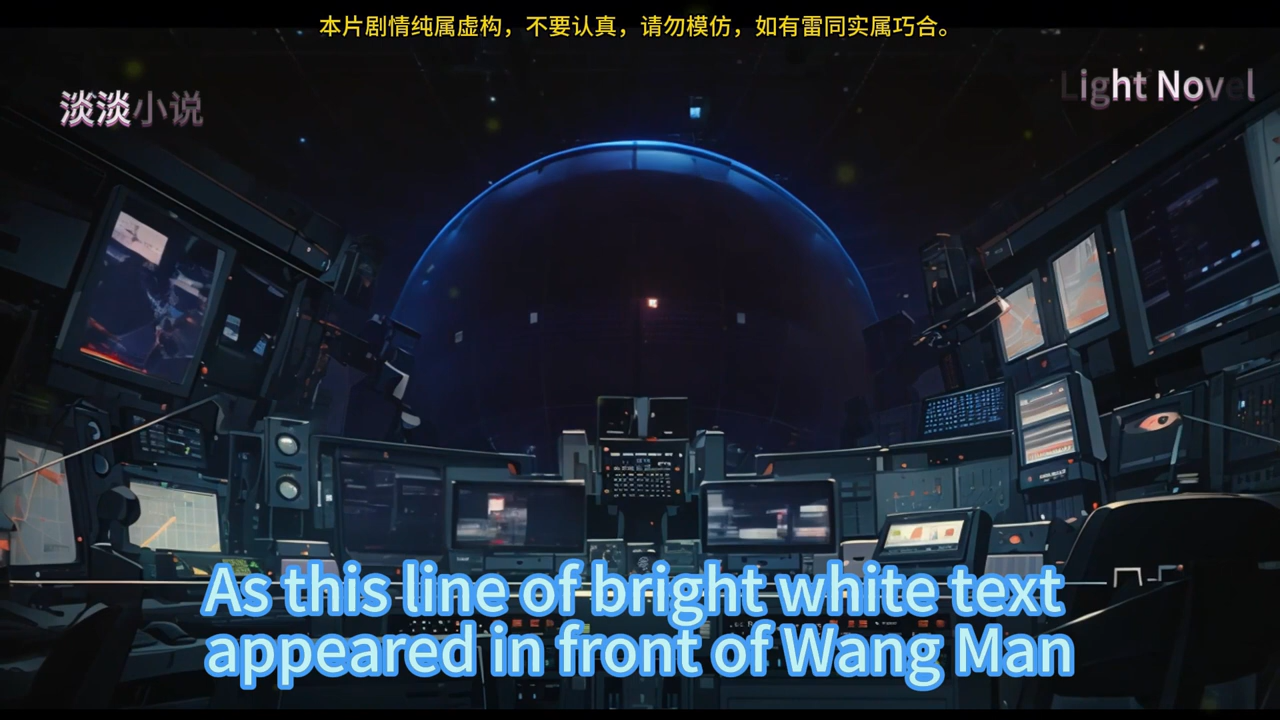 本片剧情纯属虚构，不要认真，请勿模仿，如有雷同实属巧合。
淡淡小说
Light Novel
As this line of bright white text
appeared in front of Wang Man